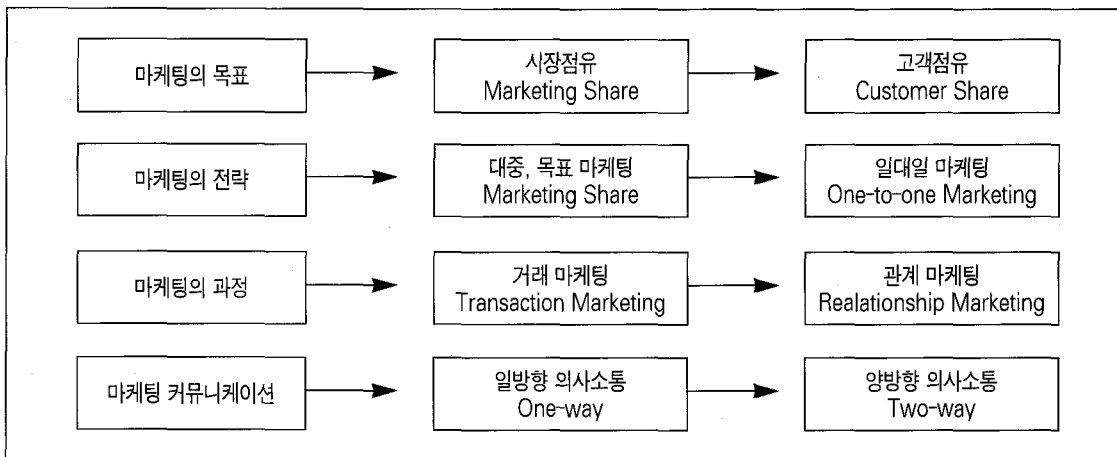 마케팅의 목표
시장점유
Marketing Share
고객점유
Customer Share
마케팅의 전략
대중, 목표 마케팅
Marketing Share
일대일 마케팅
One-to-one Marketing
마케팅의 과정
거래 마케팅
Transaction Marketing
관계 마케팅
Realationship Marketing
마케팅 커뮤니케이션
일방향 의사소통
One-way
양방향 의사소통
Two-way